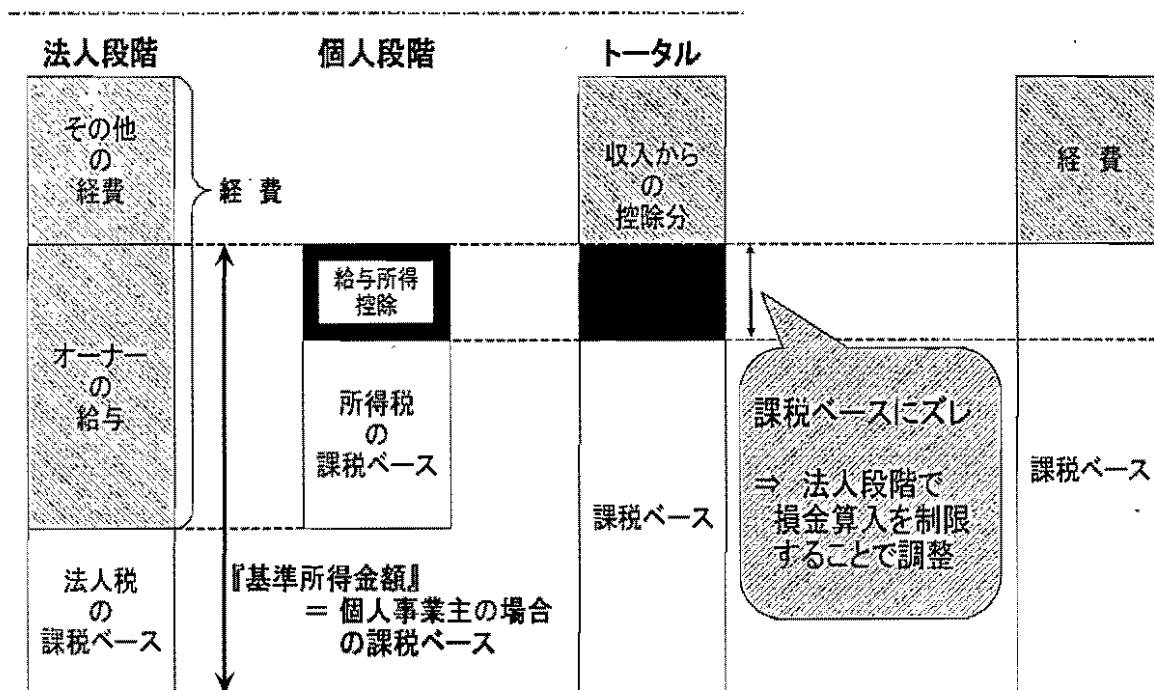 法人段階
個人段階
トータル
その他
の
経費
経 費
収入から
の
控除分
経 費
給与所得
控除
オーナー
の
給与
所得税
の
課税ベース
課税ベースにズレ
⇒ 法人段階で
損金算入を制限
することで調整
課税ベース
課税ベース
法人税
の
課税ベース
『基準所得金額』
= 個人事業主の場合
の課税ベース